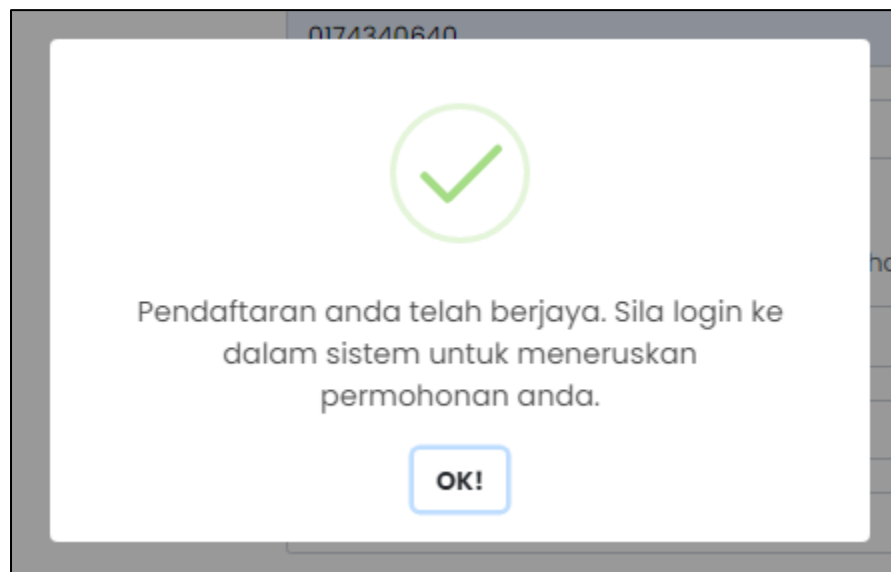 0174340640
Pendaftaran anda telah berjaya. Sila login ke
dalam sistem untuk meneruskan
permohonan anda.
OK!